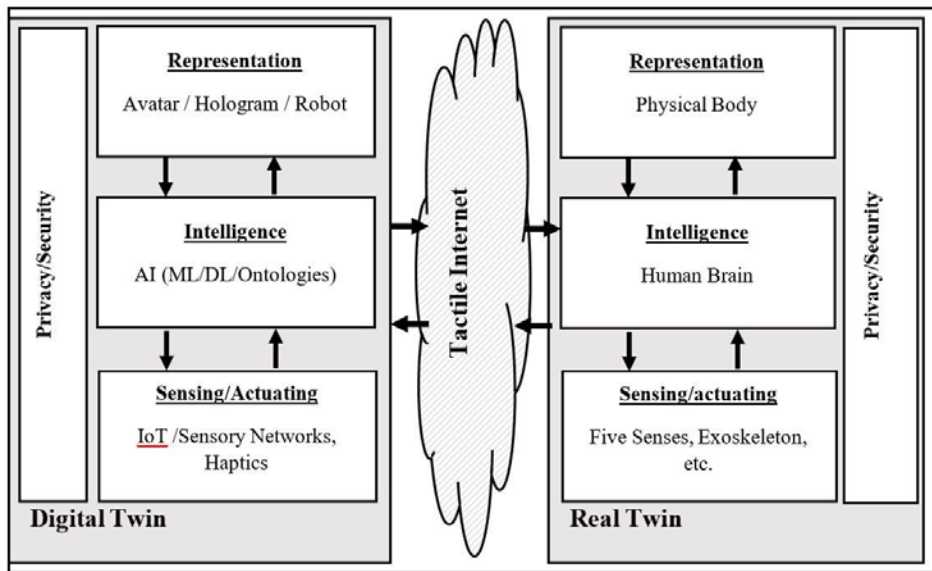 Privacy/Security
Representation
Avatar / Hologram / Robot
Intelligence
AI (ML/DL/Ontologies)
Sensing/Actuating
IoT /Sensory Networks,
Haptics
Digital Twin
Tactile Internet
Representation
Physical Body
Intelligence
Human Brain
Sensing/actuating
Five Senses, Exoskeleton,
etc.
Privacy/Security
Real Twin